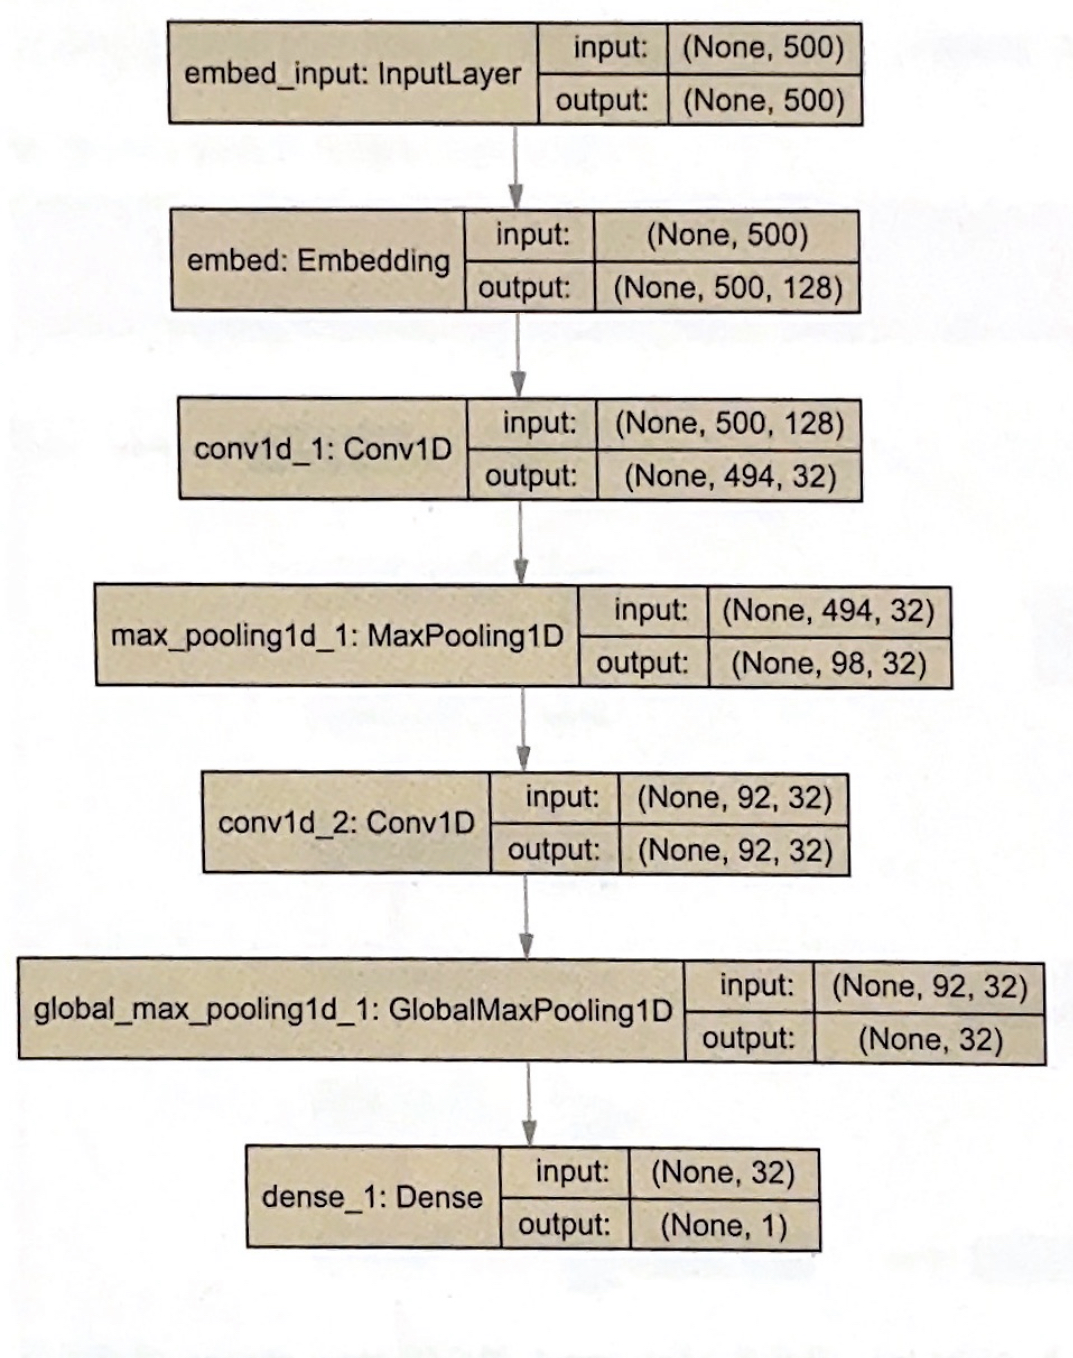 embed_input: InputLayer
input: (None, 500)
output: (None, 500)
embed: Embedding
input: (None, 500)
output: (None, 500, 128)
conv1d_1: Conv1D
input: (None, 500, 128)
output: (None, 494, 32)
max_pooling1d_1: MaxPooling1D
input: (None, 494, 32)
output: (None, 98, 32)
conv1d_2: Conv1D
input: (None, 92, 32)
output: (None, 92, 32)
global_max_pooling1d_1: GlobalMaxPooling1D
input: (None, 92, 32)
output: (None, 32)
dense_1: Dense
input: (None, 32)
output: (None, 1)